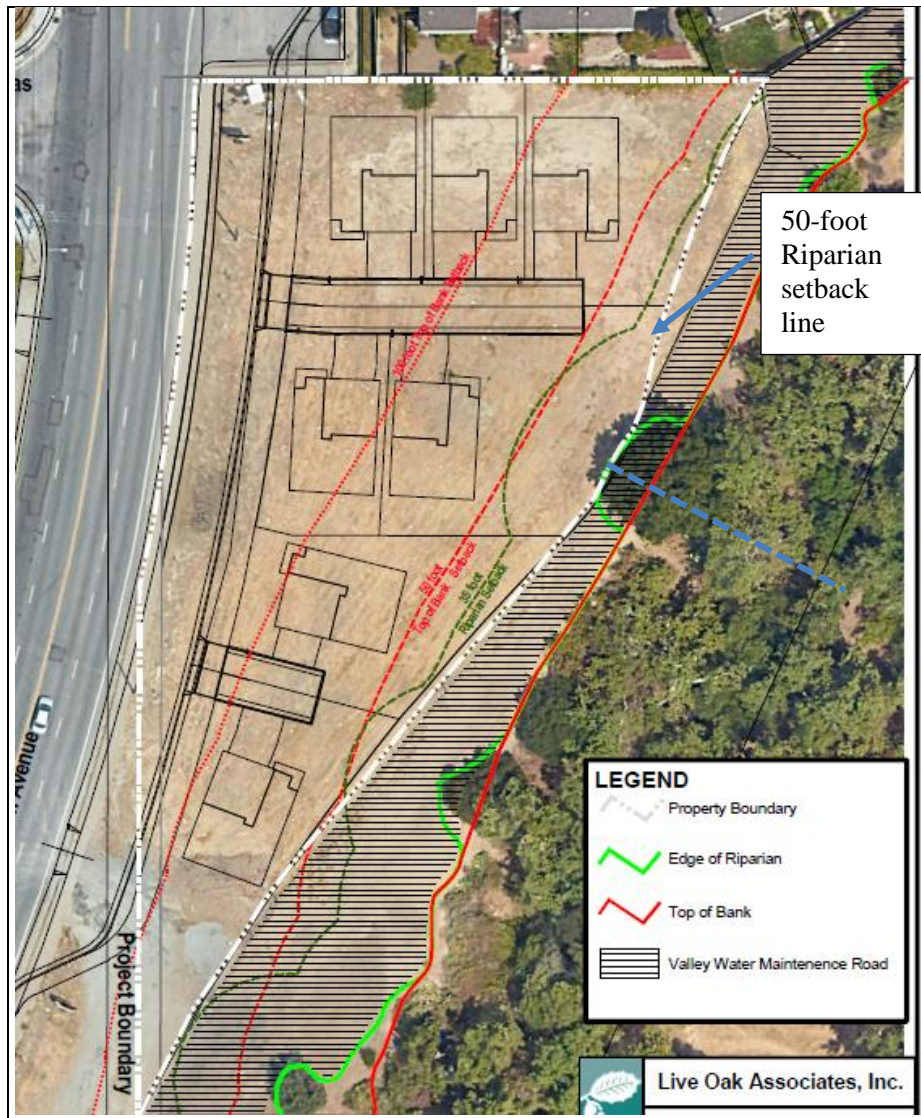 as
100-foot Top of Bank Setback
50-foot
Riparian
setback
line
50 foot
Top of Bank Setback
35 foot
Riparian Setback
Avenue
Project Boundary
LEGEND
Property Boundary
Edge of Riparian
Top of Bank
Valley Water Maintenence Road
Live Oak Associates, Inc.